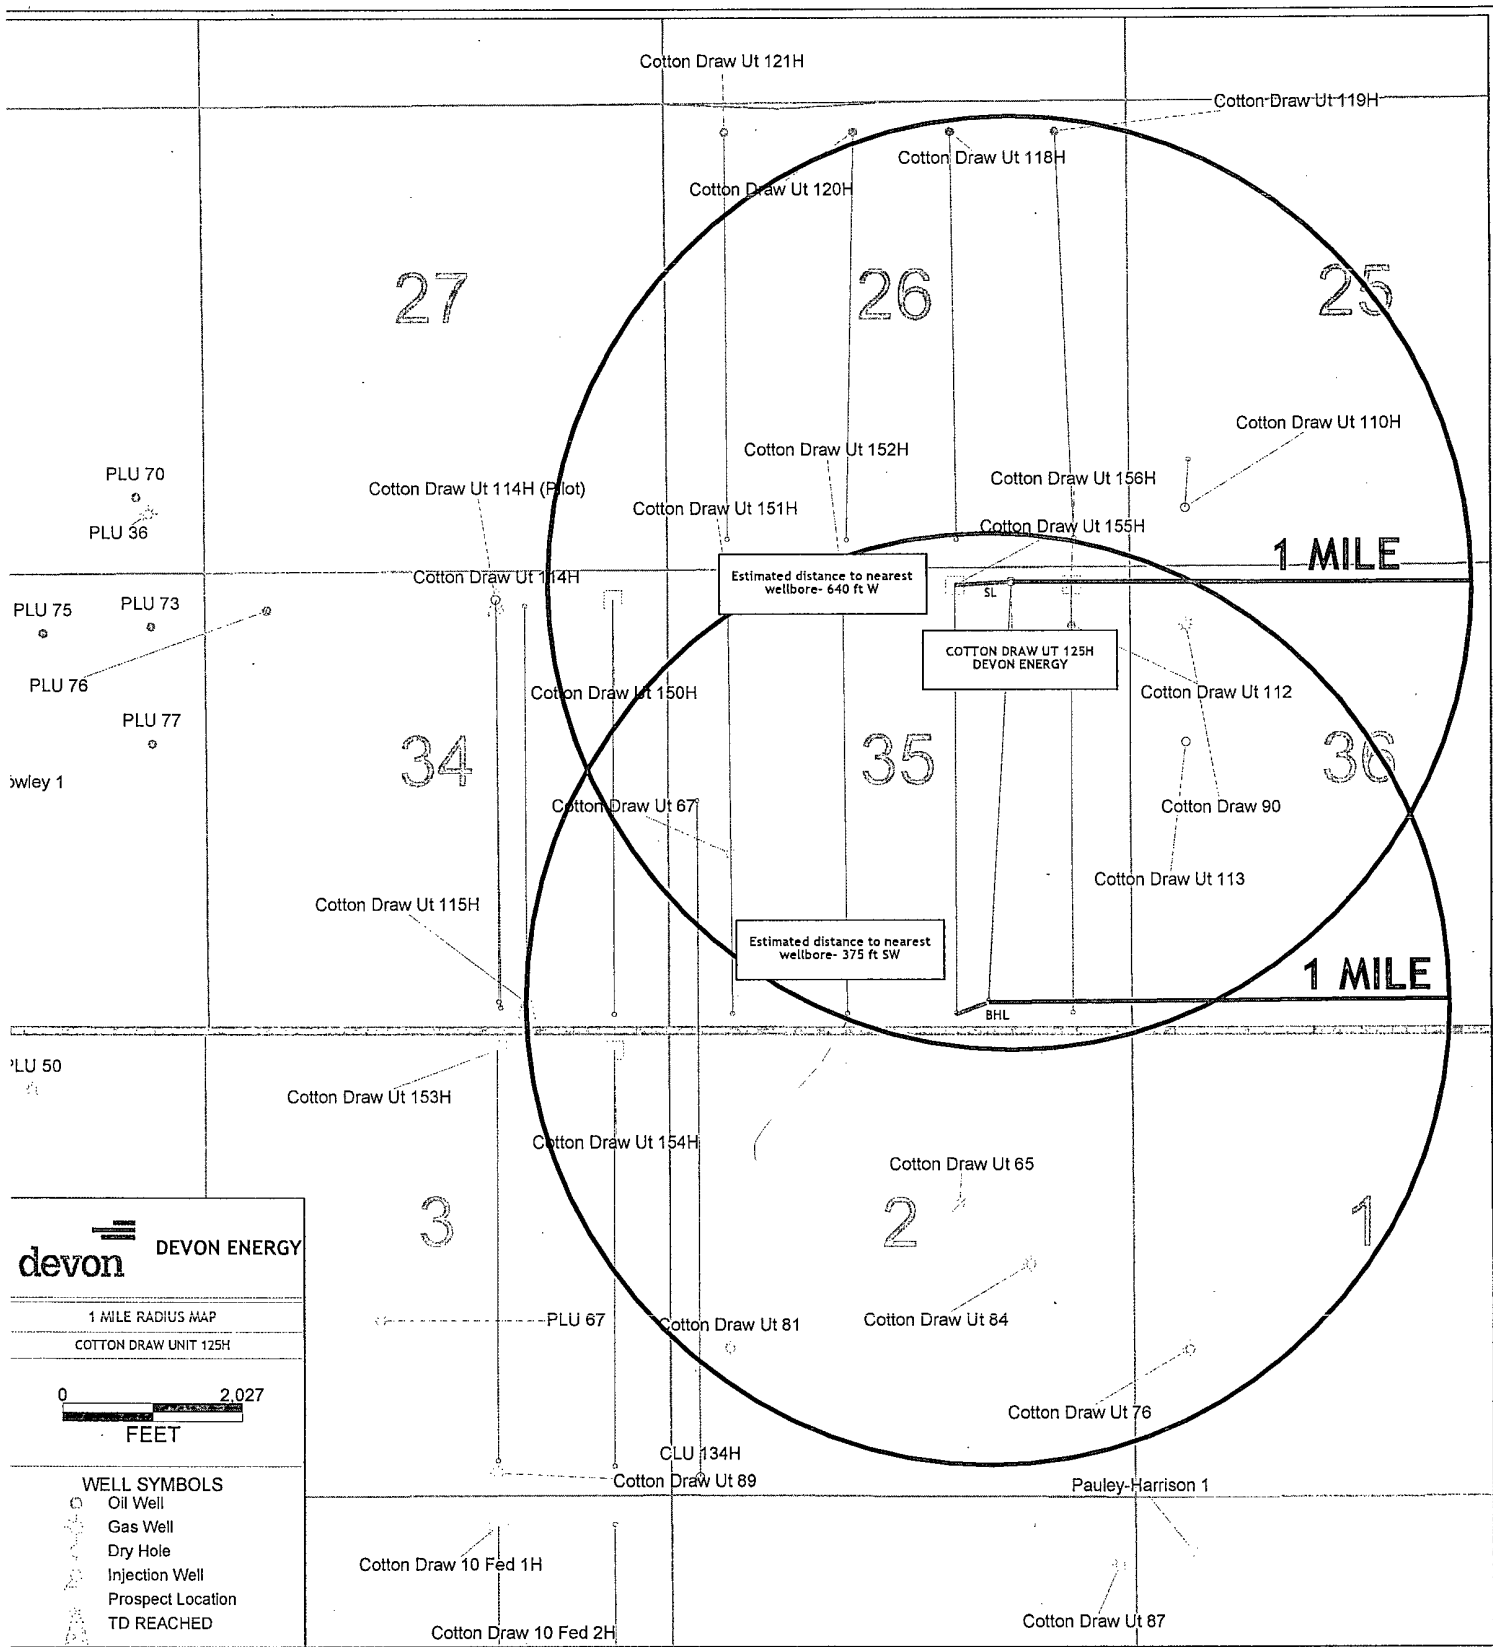 Cotton Draw Ut 121H
Cotton Draw Ut 119H
Cotton Draw Ut 118H
Cotton Draw Ut 120H
27
26
25
Cotton Draw Ut 110H
Cotton Draw Ut 152H
PLU 70
Cotton Draw Ut 156H
Cotton Draw Ut 114H (Pilot)
Cotton Draw Ut 151H
PLU 36
Cotton Draw Ut 155H
1 MILE
Cotton Draw Ut 114H
Estimated distance to nearest
wellbore- 640 ft W
SL
PLU 75
PLU 73
COTTON DRAW UT 125H
DEVON ENERGY
PLU 76
Cotton Draw Ut 150H
Cotton Draw Ut 112
PLU 77
34
35
36
owley 1
Cotton Draw Ut 67
Cotton Draw 90
Cotton Draw Ut 113
Cotton Draw Ut 115H
Estimated distance to nearest
wellbore- 375 ft SW
1 MILE
BHL
PLU 50
Cotton Draw Ut 153H
Cotton Draw Ut 154H
Cotton Draw Ut 65
3
2
1
devon
DEVON ENERGY
1 MILE RADIUS MAP
COTTON DRAW UNIT 125H
PLU 67
Cotton Draw Ut 81
Cotton Draw Ut 84
0 2,027
FEET
Cotton Draw Ut 76
CLU 134H
Cotton Draw Ut 89
Pauley-Harrison 1
WELL SYMBOLS
Oil Well
Gas Well
Dry Hole
Injection Well
Prospect Location
TD REACHED
Cotton Draw 10 Fed 1H
Cotton Draw 10 Fed 2H
Cotton Draw Ut 87